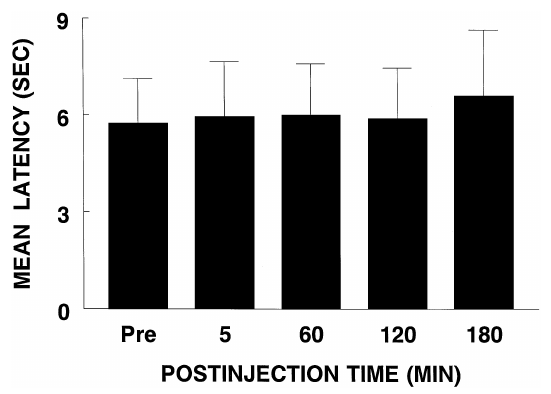 9
6
3
0
MEAN LATENCY (SEC)
Pre 5 60 120 180
POSTINJECTION TIME (MIN)